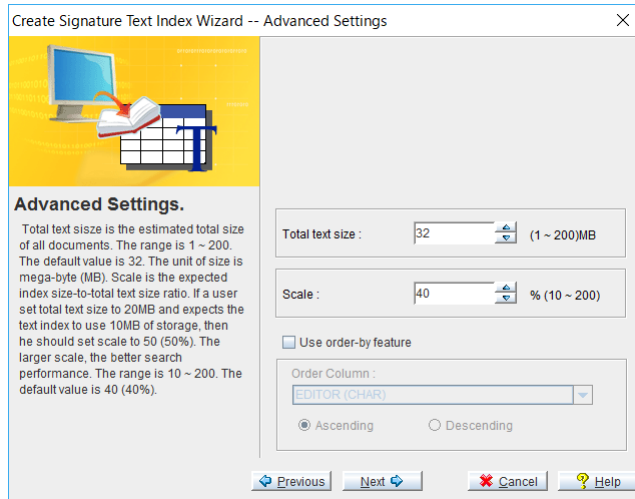 Create Signature Text Index Wizard -- Advanced Settings
T
Advanced Settings.
Total text sisze is the estimated total size
of all documents. The range is 1 ~ 200.
The default value is 32. The unit of size is
mega-byte (MB). Scale is the expected
index size-to-total text size ratio. If a user
set total text size to 20MB and expects the
text index to use 10MB of storage, then
he should set scale to 50 (50%). The
larger scale, the better search
performance. The range is 10 ~ 200. The
default value is 40 (40%).
Total text size : 32 (1 ~ 200)MB
Scale : 40 % (10 ~ 200)
Use order-by feature
Order Column :
EDITOR (CHAR)
Ascending Descending
Previous Next Cancel Help